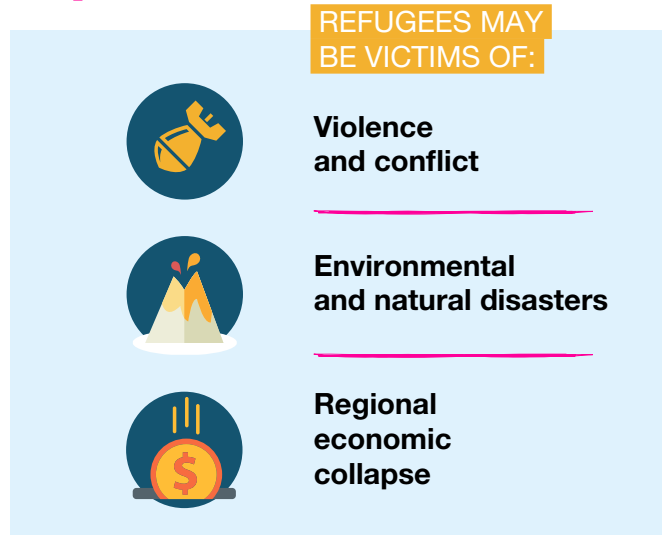 REFUGEES MAY
BE VICTIMS OF:
Violence
and conflict
Environmental
and natural disasters
Regional
economic
collapse
$